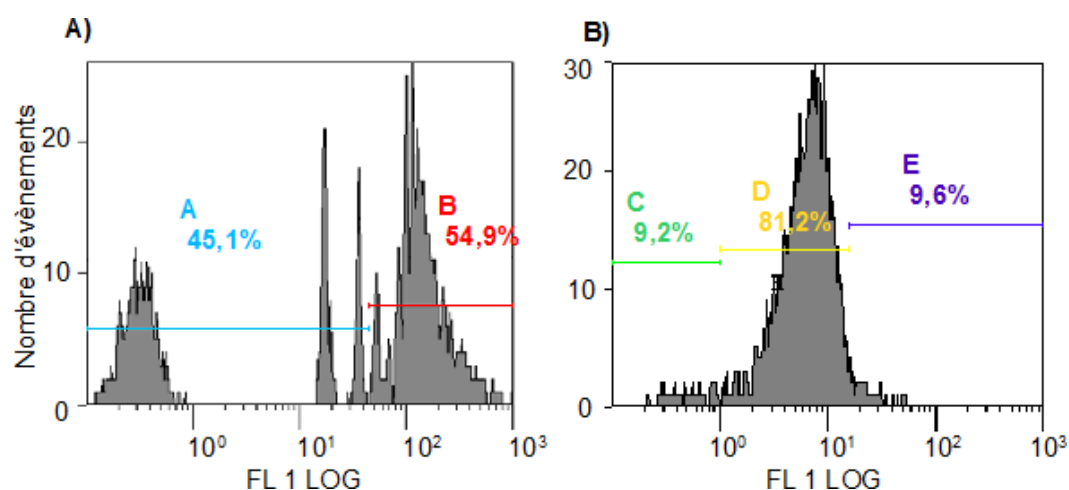 A)
Nombre d'évènements
20
10
0
A
45,1%
B
54,9%
10⁰ 10¹ 10² 10³
FL 1 LOG
B)
30
20
10
0
C
9,2%
D
81,2%
E
9,6%
10⁰ 10¹ 10² 10³
FL 1 LOG